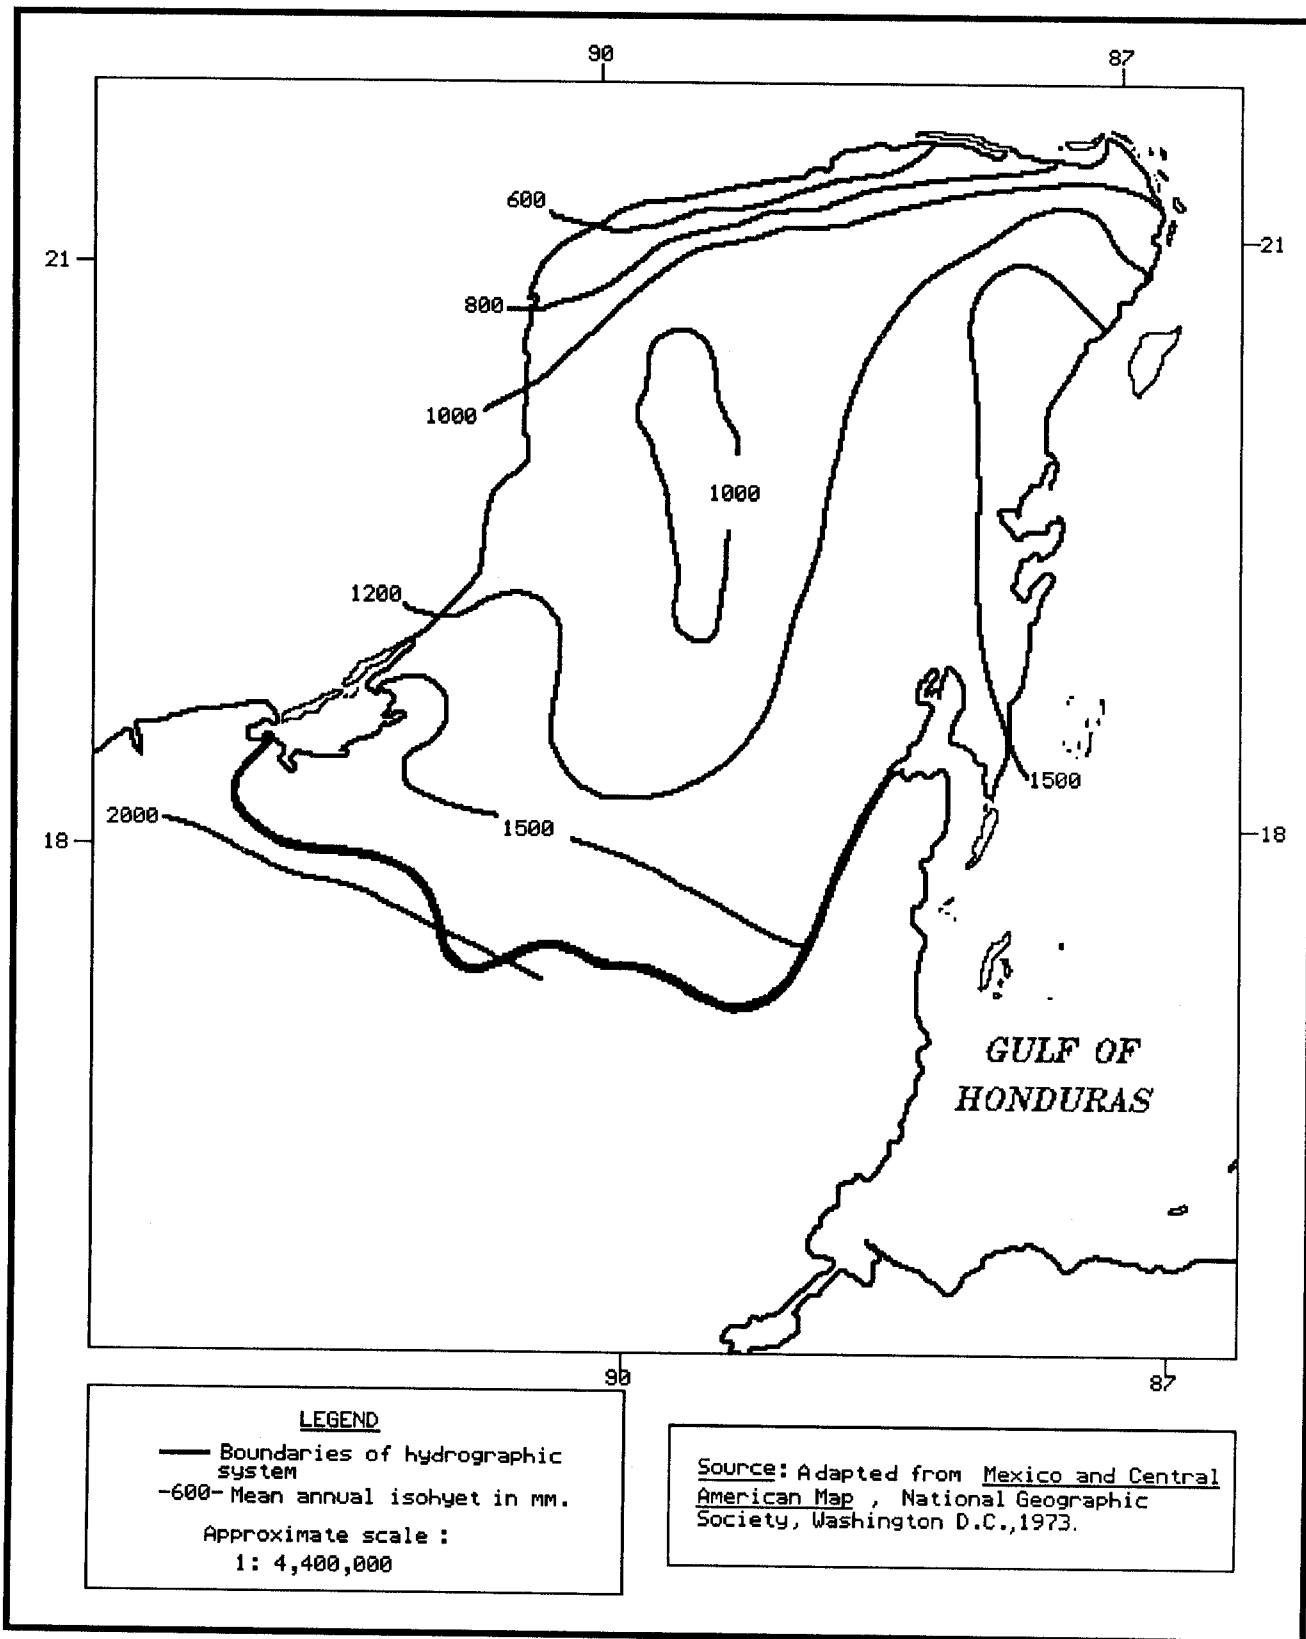 90
87
600
21
21
800
1000
1000
1200
1500
2000
1500
18
18
GULF OF
HONDURAS
90
87
LEGEND
Boundaries of hydrographic
system
-600- Mean annual isohyet in mm.
Approximate scale :
1: 4,400,000
Source: Adapted from Mexico and Central
American Map , National Geographic
Society, Washington D.C.,1973.